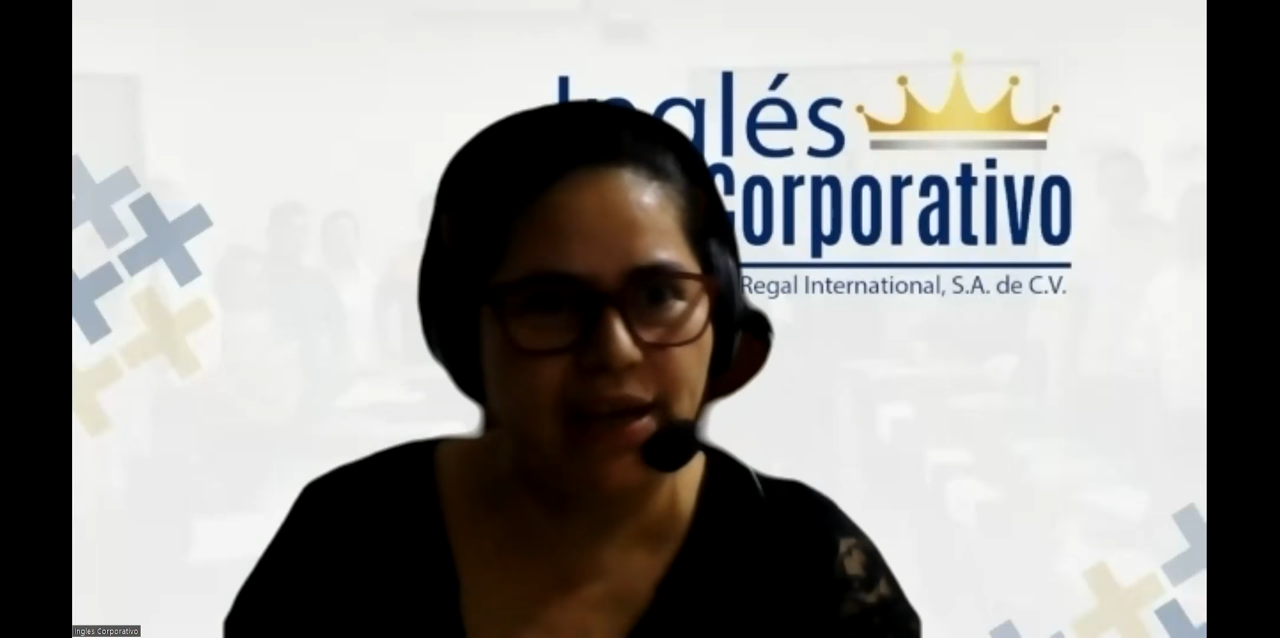 Inglés
Corporativo
Regal International, S.A. de C.V.
Ingles Corporativo